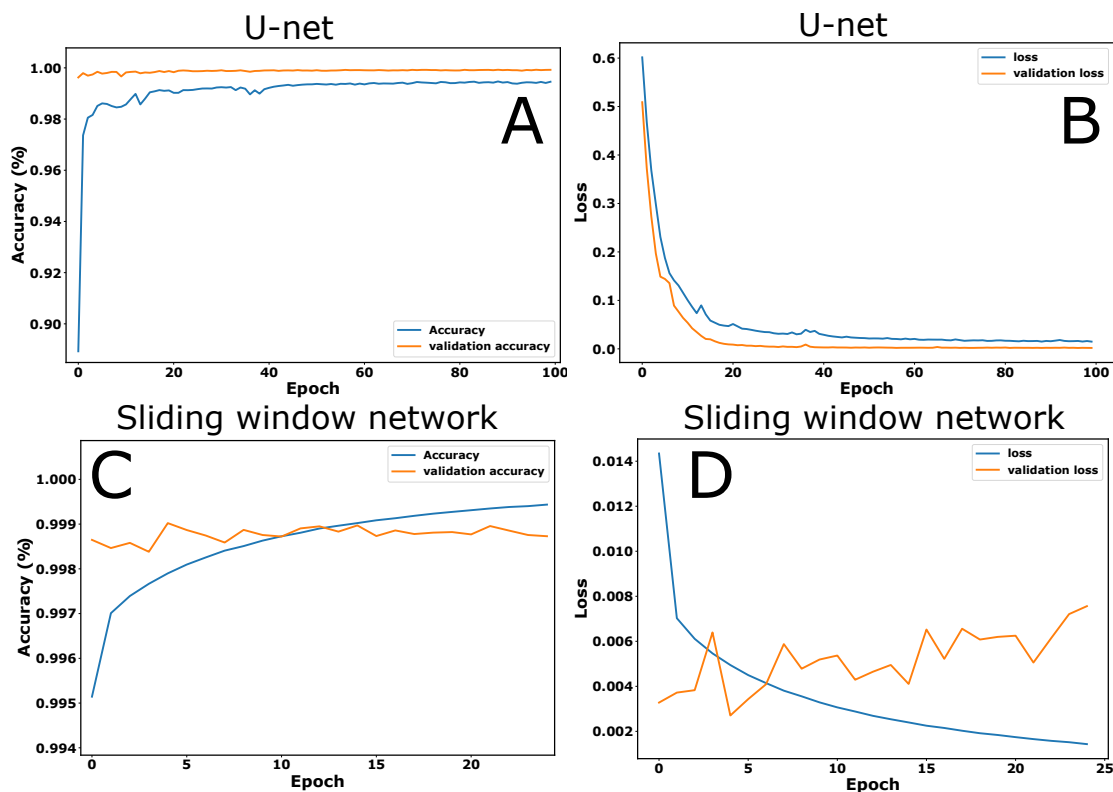 U-net
1.00
0.98
0.96
0.94
0.92
0.90
Accuracy (%)
A
Accuracy
validation accuracy
0
20
40
60
80
100
Epoch
U-net
0.6
0.5
0.4
0.3
0.2
0.1
0.0
Loss
loss
validation loss
B
0
20
40
60
80
100
Epoch
Sliding window network
1.000
0.999
0.998
0.997
0.996
0.995
0.994
Accuracy (%)
C
Accuracy
validation accuracy
0
5
10
15
20
Epoch
Sliding window network
0.014
0.012
0.010
0.008
0.006
0.004
0.002
Loss
D
loss
validation loss
0
5
10
15
20
25
Epoch